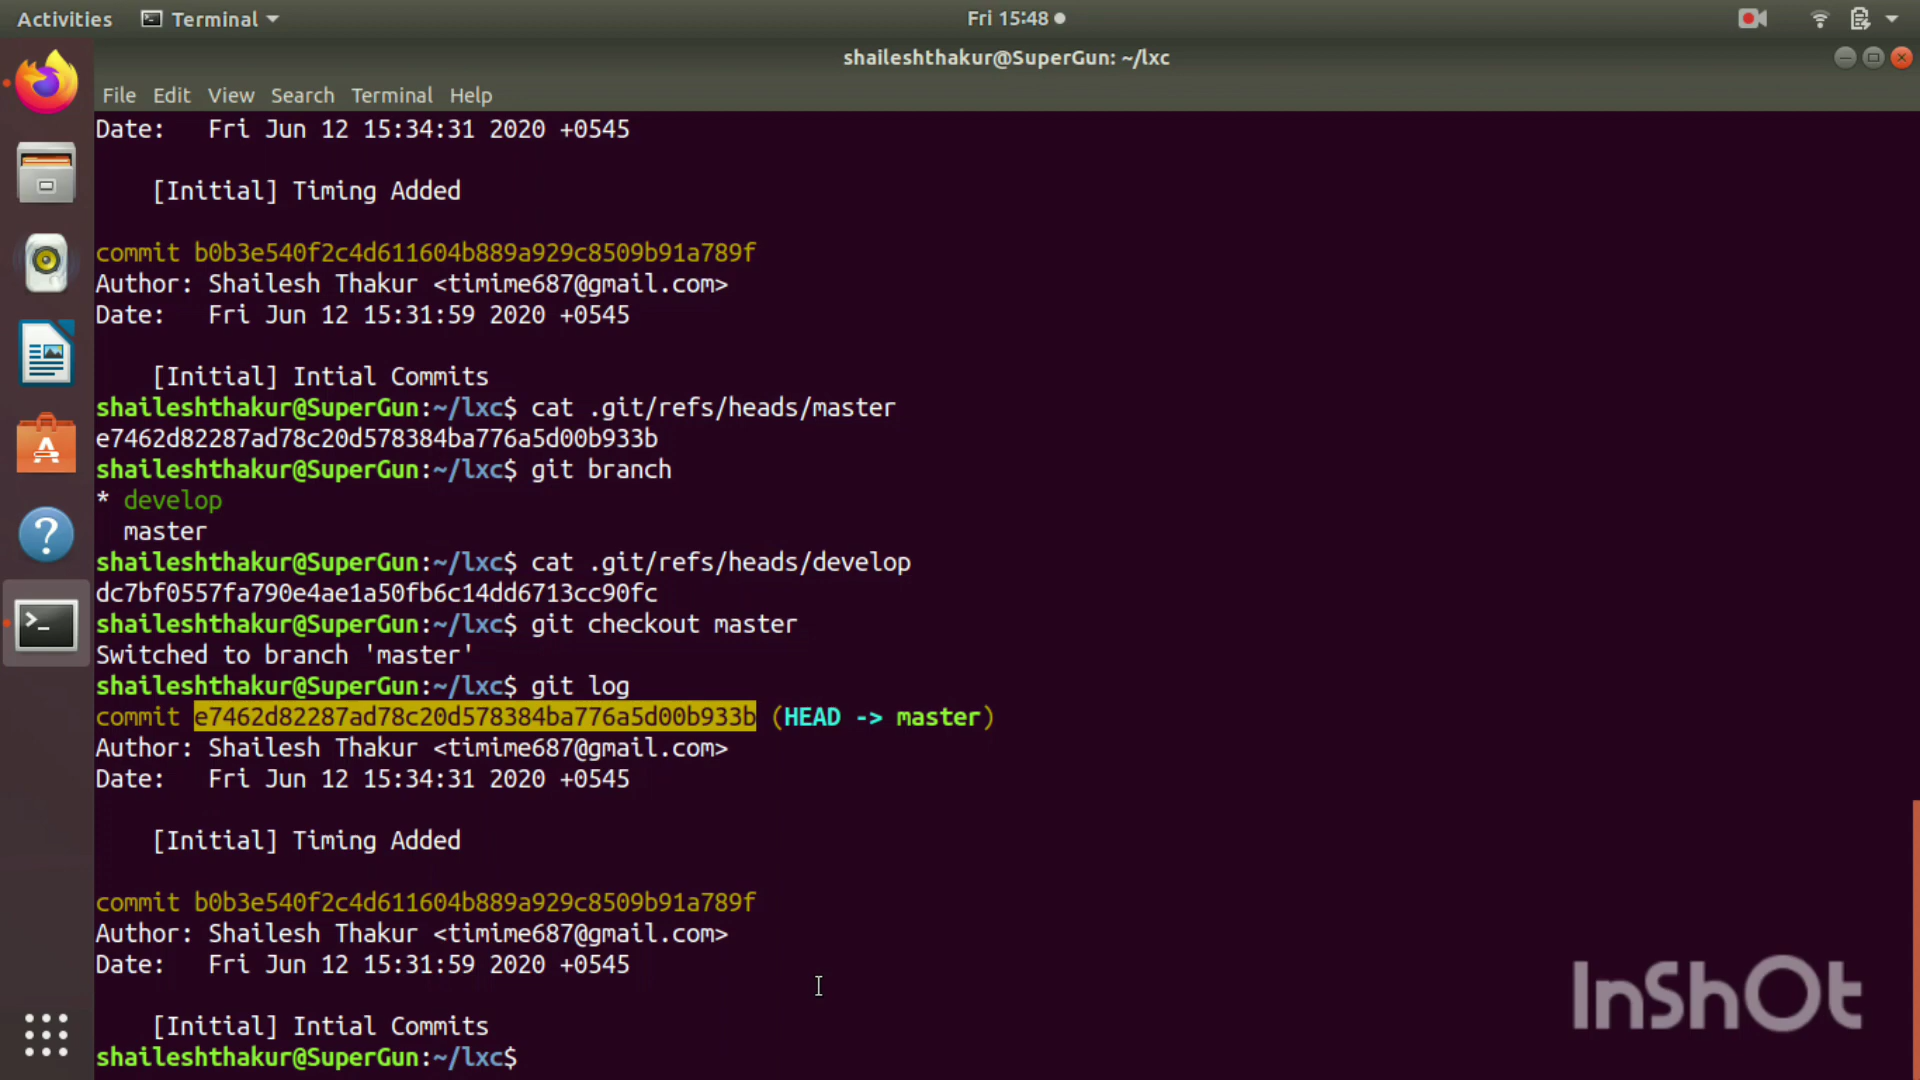 Activities Terminal Fri 15:48
shaileshthakur@SuperGun: ~/lxc
File Edit View Search Terminal Help
Date:   Fri Jun 12 15:34:31 2020 +0545
[Initial] Timing Added
commit b0b3e540f2c4d611604b889a929c8509b91a789f
Author: Shailesh Thakur <timime687@gmail.com>
Date:   Fri Jun 12 15:31:59 2020 +0545
[Initial] Intial Commits
shaileshthakur@SuperGun:~/lxc$ cat .git/refs/heads/master
e7462d82287ad78c20d578384ba776a5d00b933b
shaileshthakur@SuperGun:~/lxc$ git branch
* develop
master
shaileshthakur@SuperGun:~/lxc$ cat .git/refs/heads/develop
dc7bf0557fa790e4ae1a50fb6c14dd6713cc90fc
shaileshthakur@SuperGun:~/lxc$ git checkout master
Switched to branch 'master'
shaileshthakur@SuperGun:~/lxc$ git log
commit e7462d82287ad78c20d578384ba776a5d00b933b (HEAD -> master)
Author: Shailesh Thakur <timime687@gmail.com>
Date:   Fri Jun 12 15:34:31 2020 +0545
[Initial] Timing Added
commit b0b3e540f2c4d611604b889a929c8509b91a789f
Author: Shailesh Thakur <timime687@gmail.com>
Date:   Fri Jun 12 15:31:59 2020 +0545
[Initial] Intial Commits
shaileshthakur@SuperGun:~/lxc$
InShOt